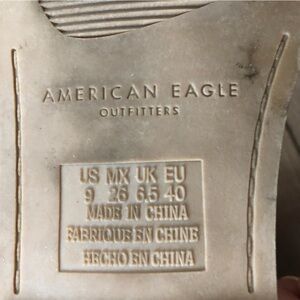 AMERICAN EAGLE
OUTFITTERS
US MX UK EU
9 26 6.5 40
MADE IN CHINA
FABRIQUE EN CHINE
HECHO EN CHINA